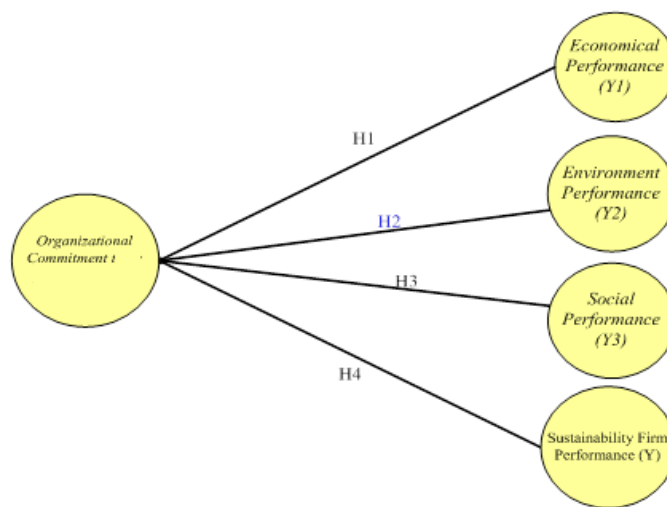 Economical
Performance
(Y1)
H1
Environment
Performance
(Y2)
H2
Organizational
Commitment t
H3
Social
Performance
(Y3)
H4
Sustainability Firm
Performance (Y)